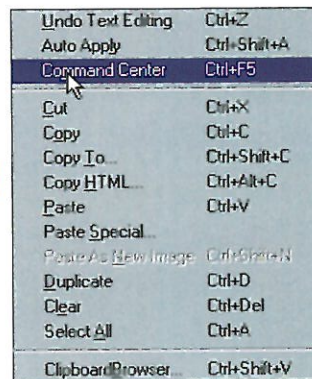 Undo Text Editing Ctrl+Z
Auto Apply Ctrl+Shift+A
Command Center Ctrl+F5
Cut Ctrl+X
Copy Ctrl+C
Copy To... Ctrl+Shift+C
Copy HTML... Ctrl+Alt+C
Paste Ctrl+V
Paste Special...
Paste As New Image Ctrl+Shift+N
Duplicate Ctrl+D
Clear Ctrl+Del
Select All Ctrl+A
ClipboardBrowser... Ctrl+Shift+V